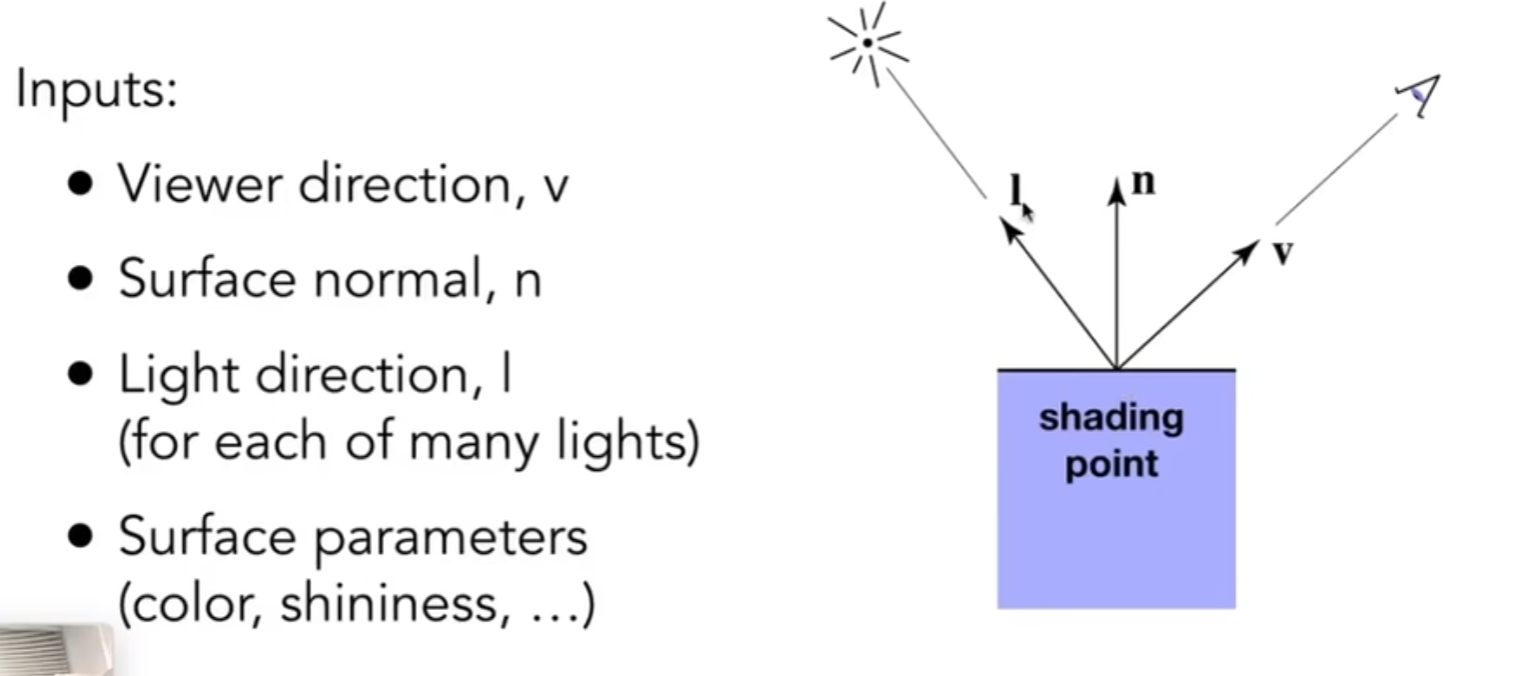 Inputs:
● Viewer direction, v
● Surface normal, n
● Light direction, l
(for each of many lights)
● Surface parameters
(color, shininess, …)
l
n
v
shading
point